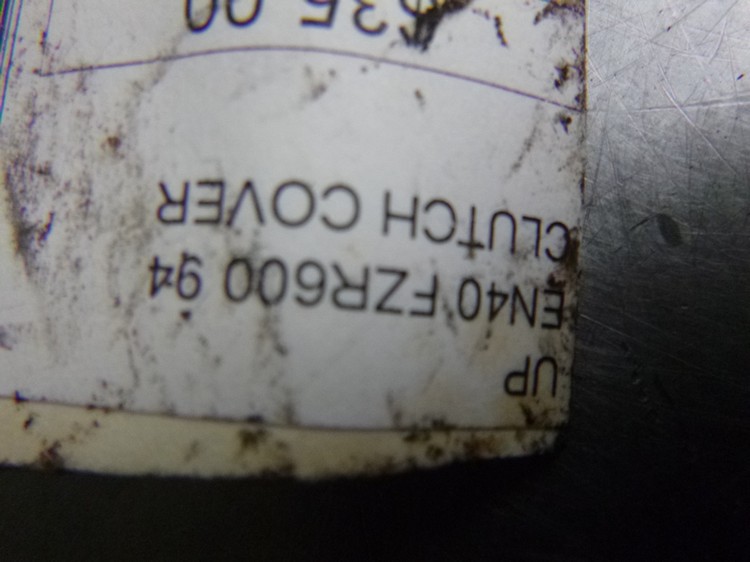 UP
EN40 FZR600 94
CLUTCH COVER
$35.00